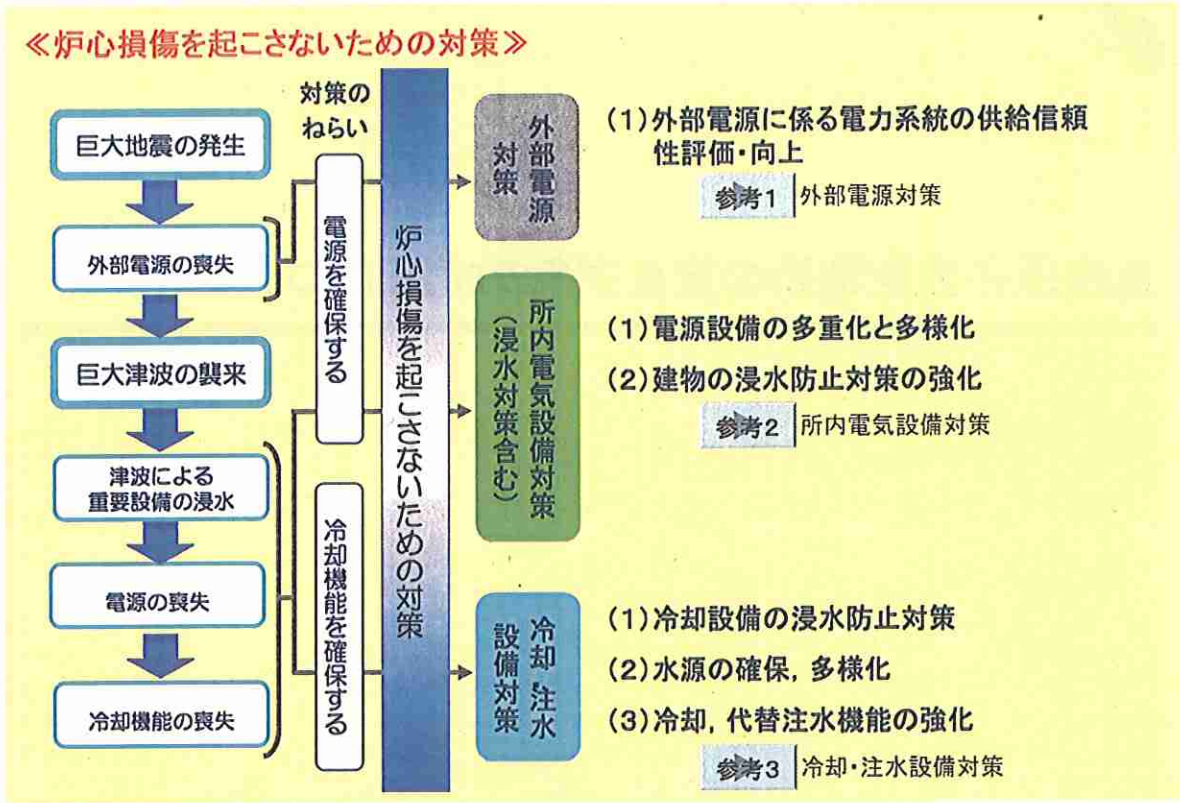 ≪炉心損傷を起こさないための対策≫
対策の
ねらい
巨大地震の発生
外部電源の喪失
巨大津波の襲来
津波による
重要設備の浸水
電源の喪失
冷却機能の喪失
電源を確保する
冷却機能を確保する
炉心損傷を起こさないための対策
外部電源
対策
(1)外部電源に係る電力系統の供給信頼
性評価・向上
参考1 外部電源対策
所内電気設備対策
(浸水対策含む)
(1)電源設備の多重化と多様化
(2)建物の浸水防止対策の強化
参考2 所内電気設備対策
冷却・注水
設備対策
(1)冷却設備の浸水防止対策
(2)水源の確保，多様化
(3)冷却，代替注水機能の強化
参考3 冷却・注水設備対策